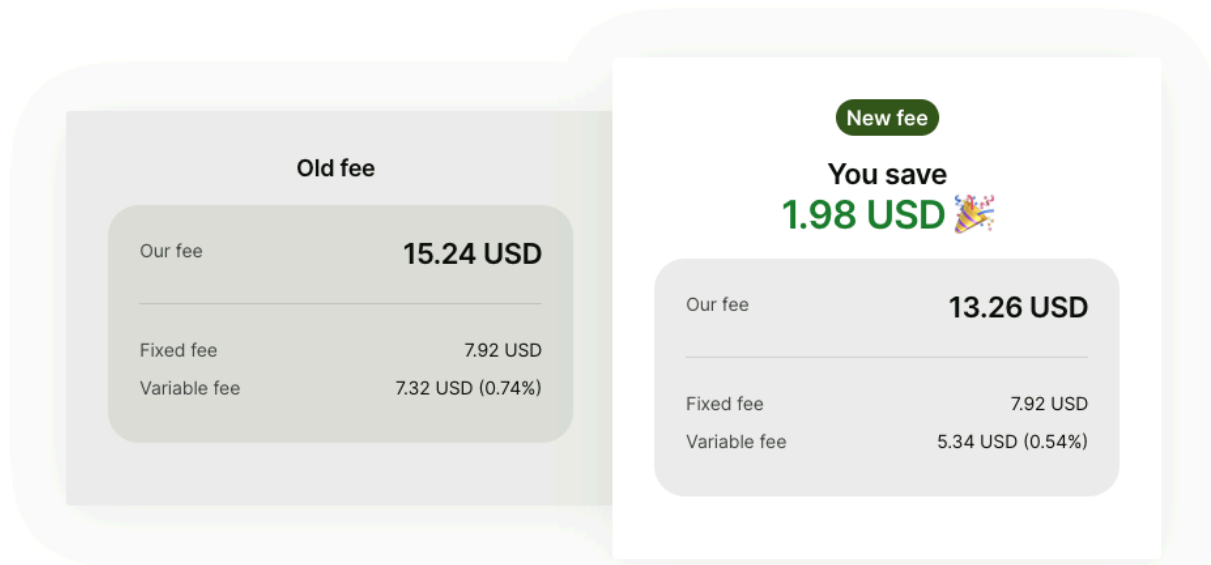 Old fee
Our fee 15.24 USD
Fixed fee 7.92 USD
Variable fee 7.32 USD (0.74%)
New fee
You save
1.98 USD 🎉
Our fee 13.26 USD
Fixed fee 7.92 USD
Variable fee 5.34 USD (0.54%)